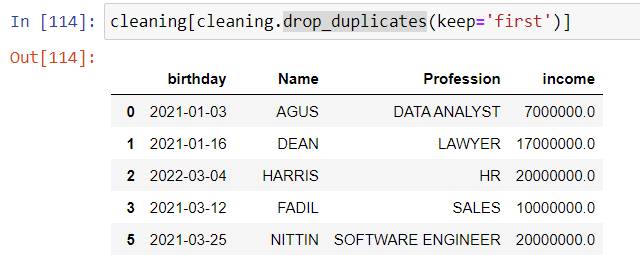 In [114]: cleaning[cleaning.drop_duplicates(keep='first')]
Out[114]:
birthday Name Profession income
0 2021-01-03 AGUS DATA ANALYST 7000000.0
1 2021-01-16 DEAN LAWYER 17000000.0
2 2022-03-04 HARRIS HR 20000000.0
3 2021-03-12 FADIL SALES 10000000.0
5 2021-03-25 NITTIN SOFTWARE ENGINEER 20000000.0